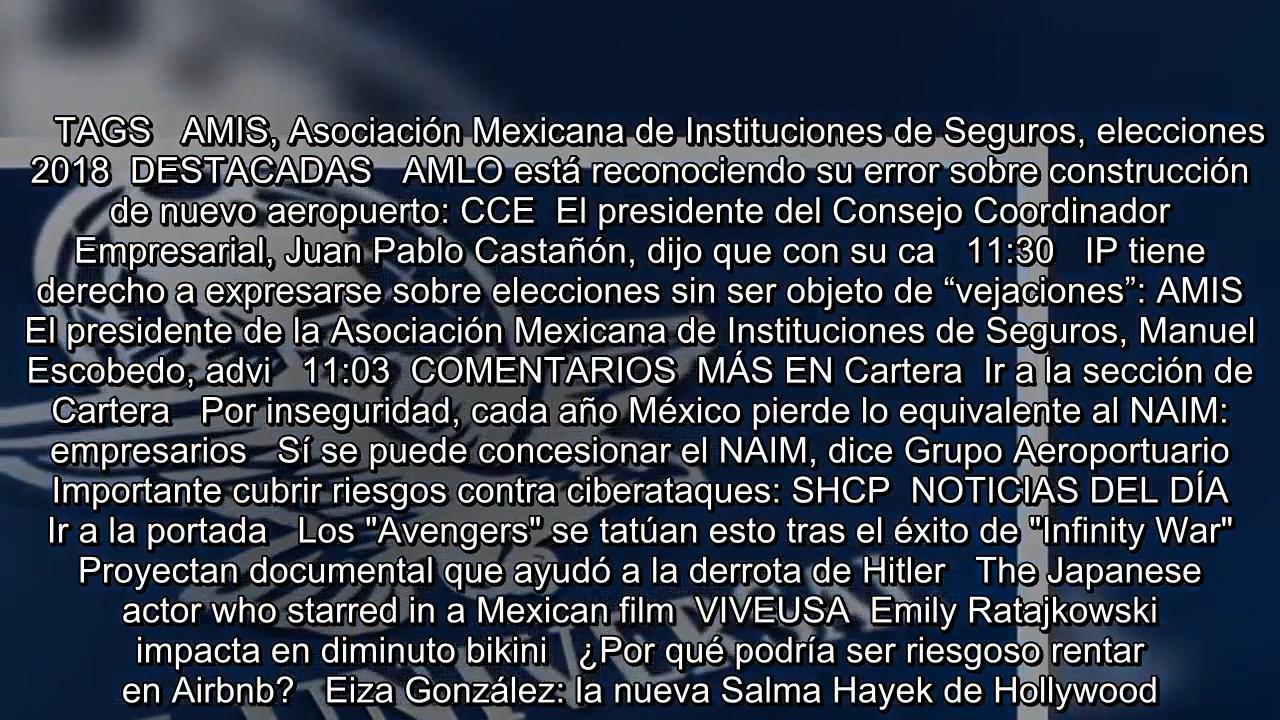 TAGS   AMIS, Asociación Mexicana de Instituciones de Seguros, elecciones
2018  DESTACADAS   AMLO está reconociendo su error sobre construcción
de nuevo aeropuerto: CCE  El presidente del Consejo Coordinador
Empresarial, Juan Pablo Castañón, dijo que con su ca   11:30   IP tiene
derecho a expresarse sobre elecciones sin ser objeto de “vejaciones”: AMIS
El presidente de la Asociación Mexicana de Instituciones de Seguros, Manuel
Escobedo, advi   11:03  COMENTARIOS  MÁS EN Cartera  Ir a la sección de
Cartera   Por inseguridad, cada año México pierde lo equivalente al NAIM:
empresarios   Sí se puede concesionar el NAIM, dice Grupo Aeroportuario
Importante cubrir riesgos contra ciberataques: SHCP  NOTICIAS DEL DÍA
Ir a la portada   Los "Avengers" se tatúan esto tras el éxito de "Infinity War"
Proyectan documental que ayudó a la derrota de Hitler   The Japanese
actor who starred in a Mexican film  VIVEUSA  Emily Ratajkowski
impacta en diminuto bikini   ¿Por qué podría ser riesgoso rentar
en Airbnb?   Eiza González: la nueva Salma Hayek de Hollywood